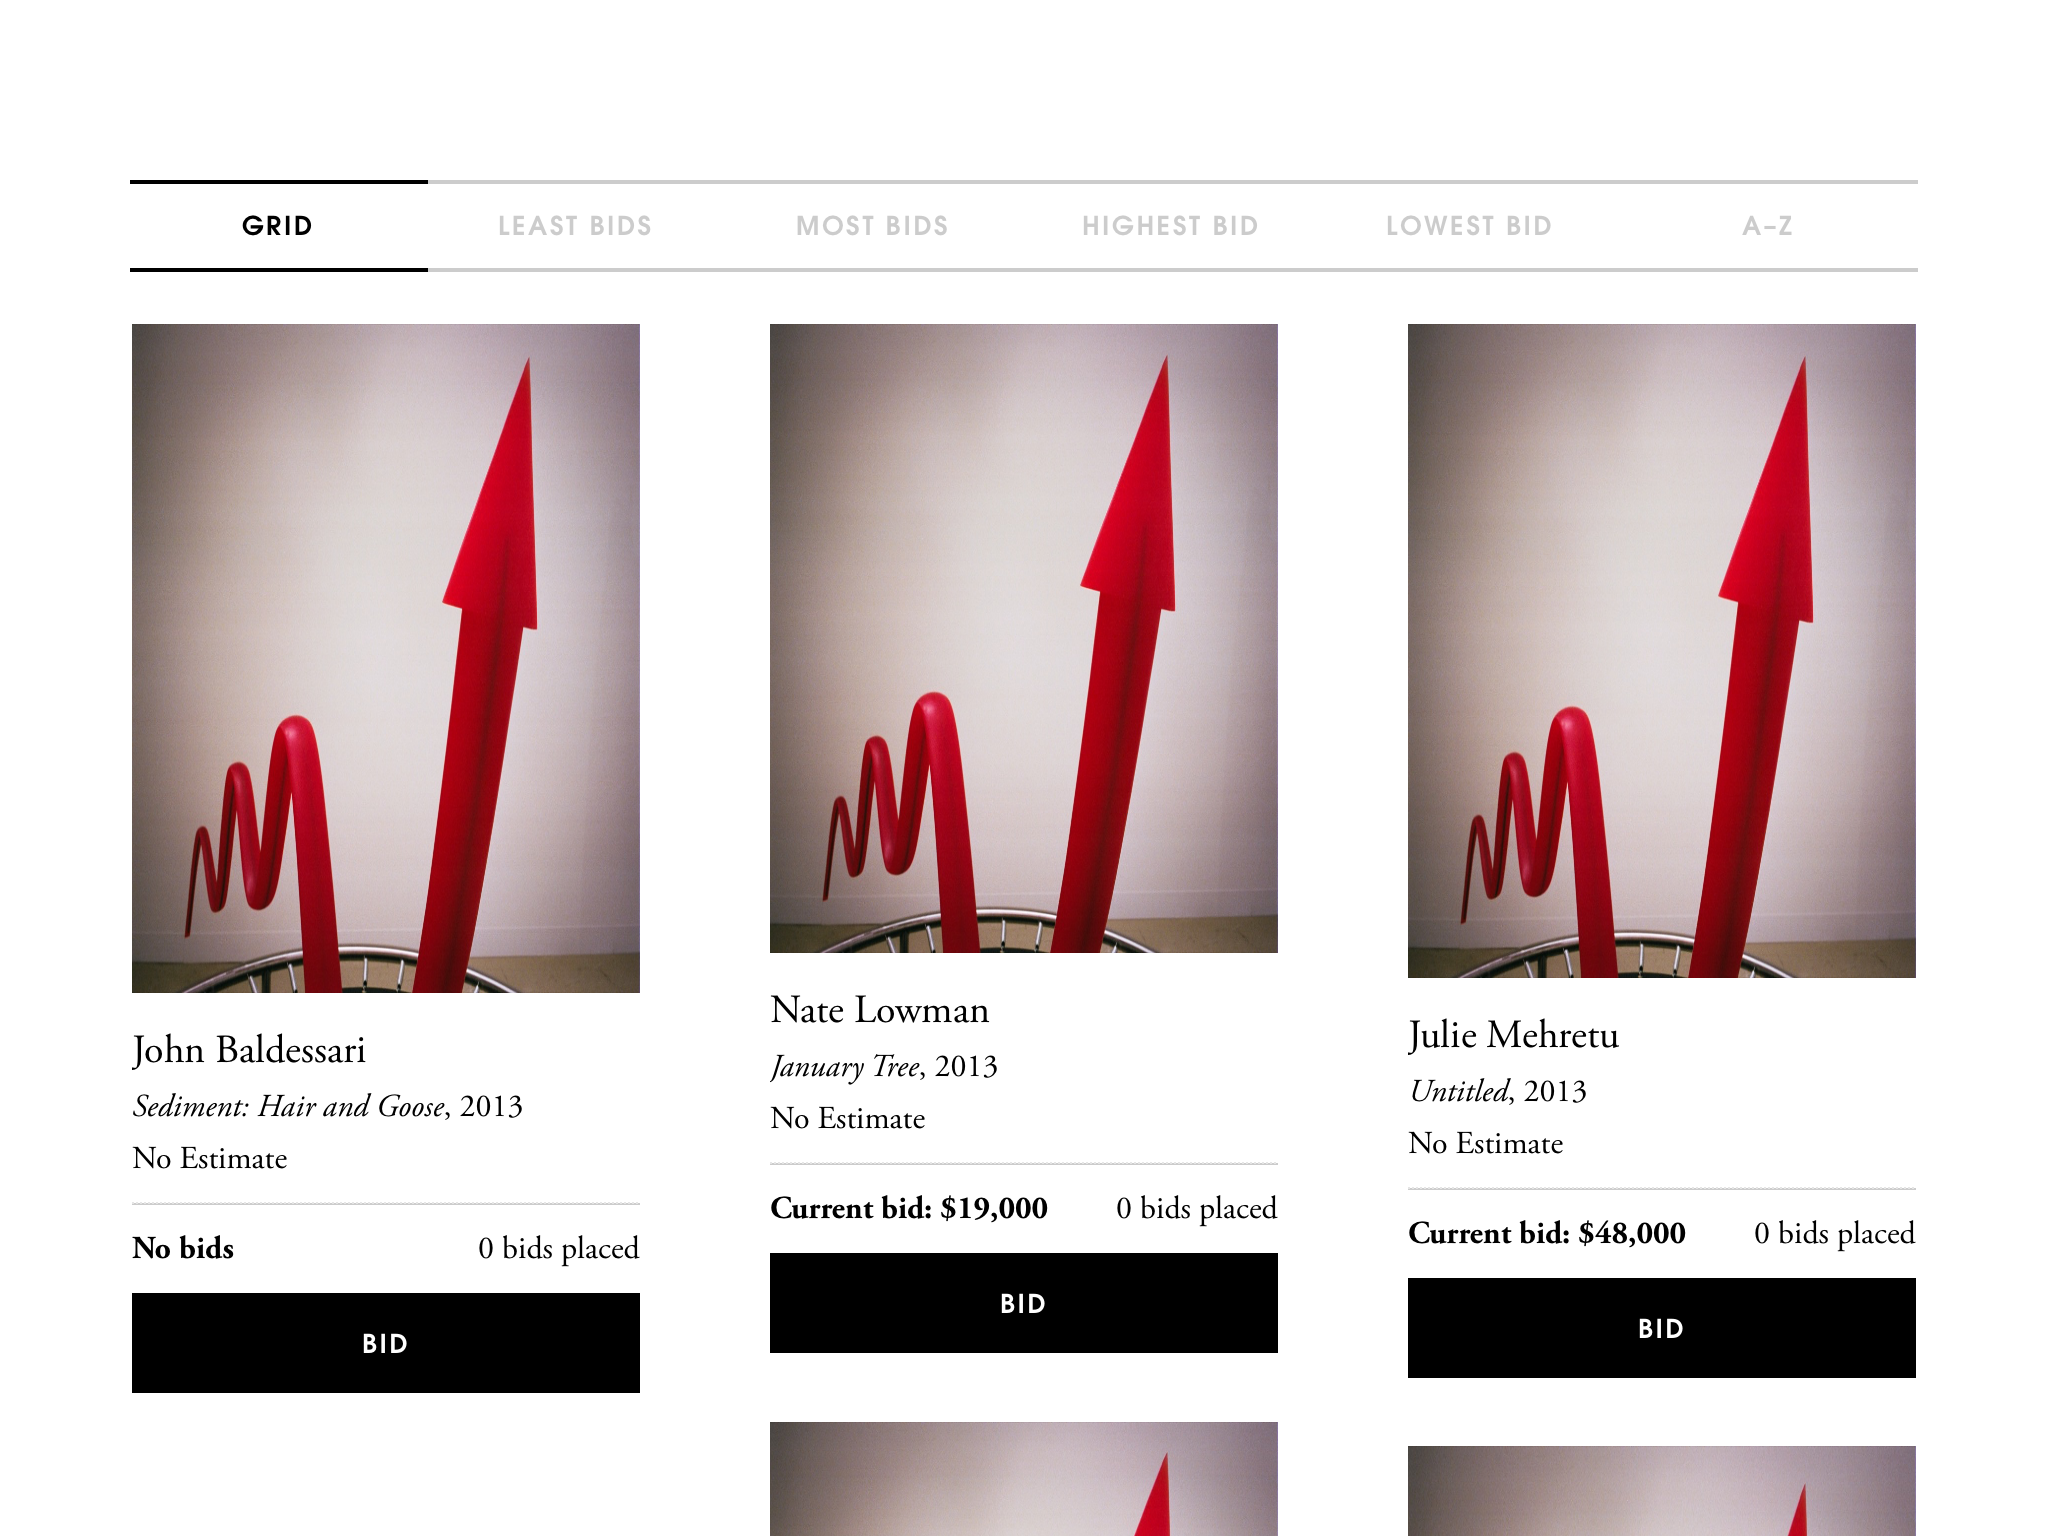 GRID
LEAST BIDS
MOST BIDS
HIGHEST BID
LOWEST BID
A–Z
John Baldessari
Sediment: Hair and Goose, 2013
No Estimate
No bids
0 bids placed
BID
Nate Lowman
January Tree, 2013
No Estimate
Current bid: $19,000
0 bids placed
BID
Julie Mehretu
Untitled, 2013
No Estimate
Current bid: $48,000
0 bids placed
BID